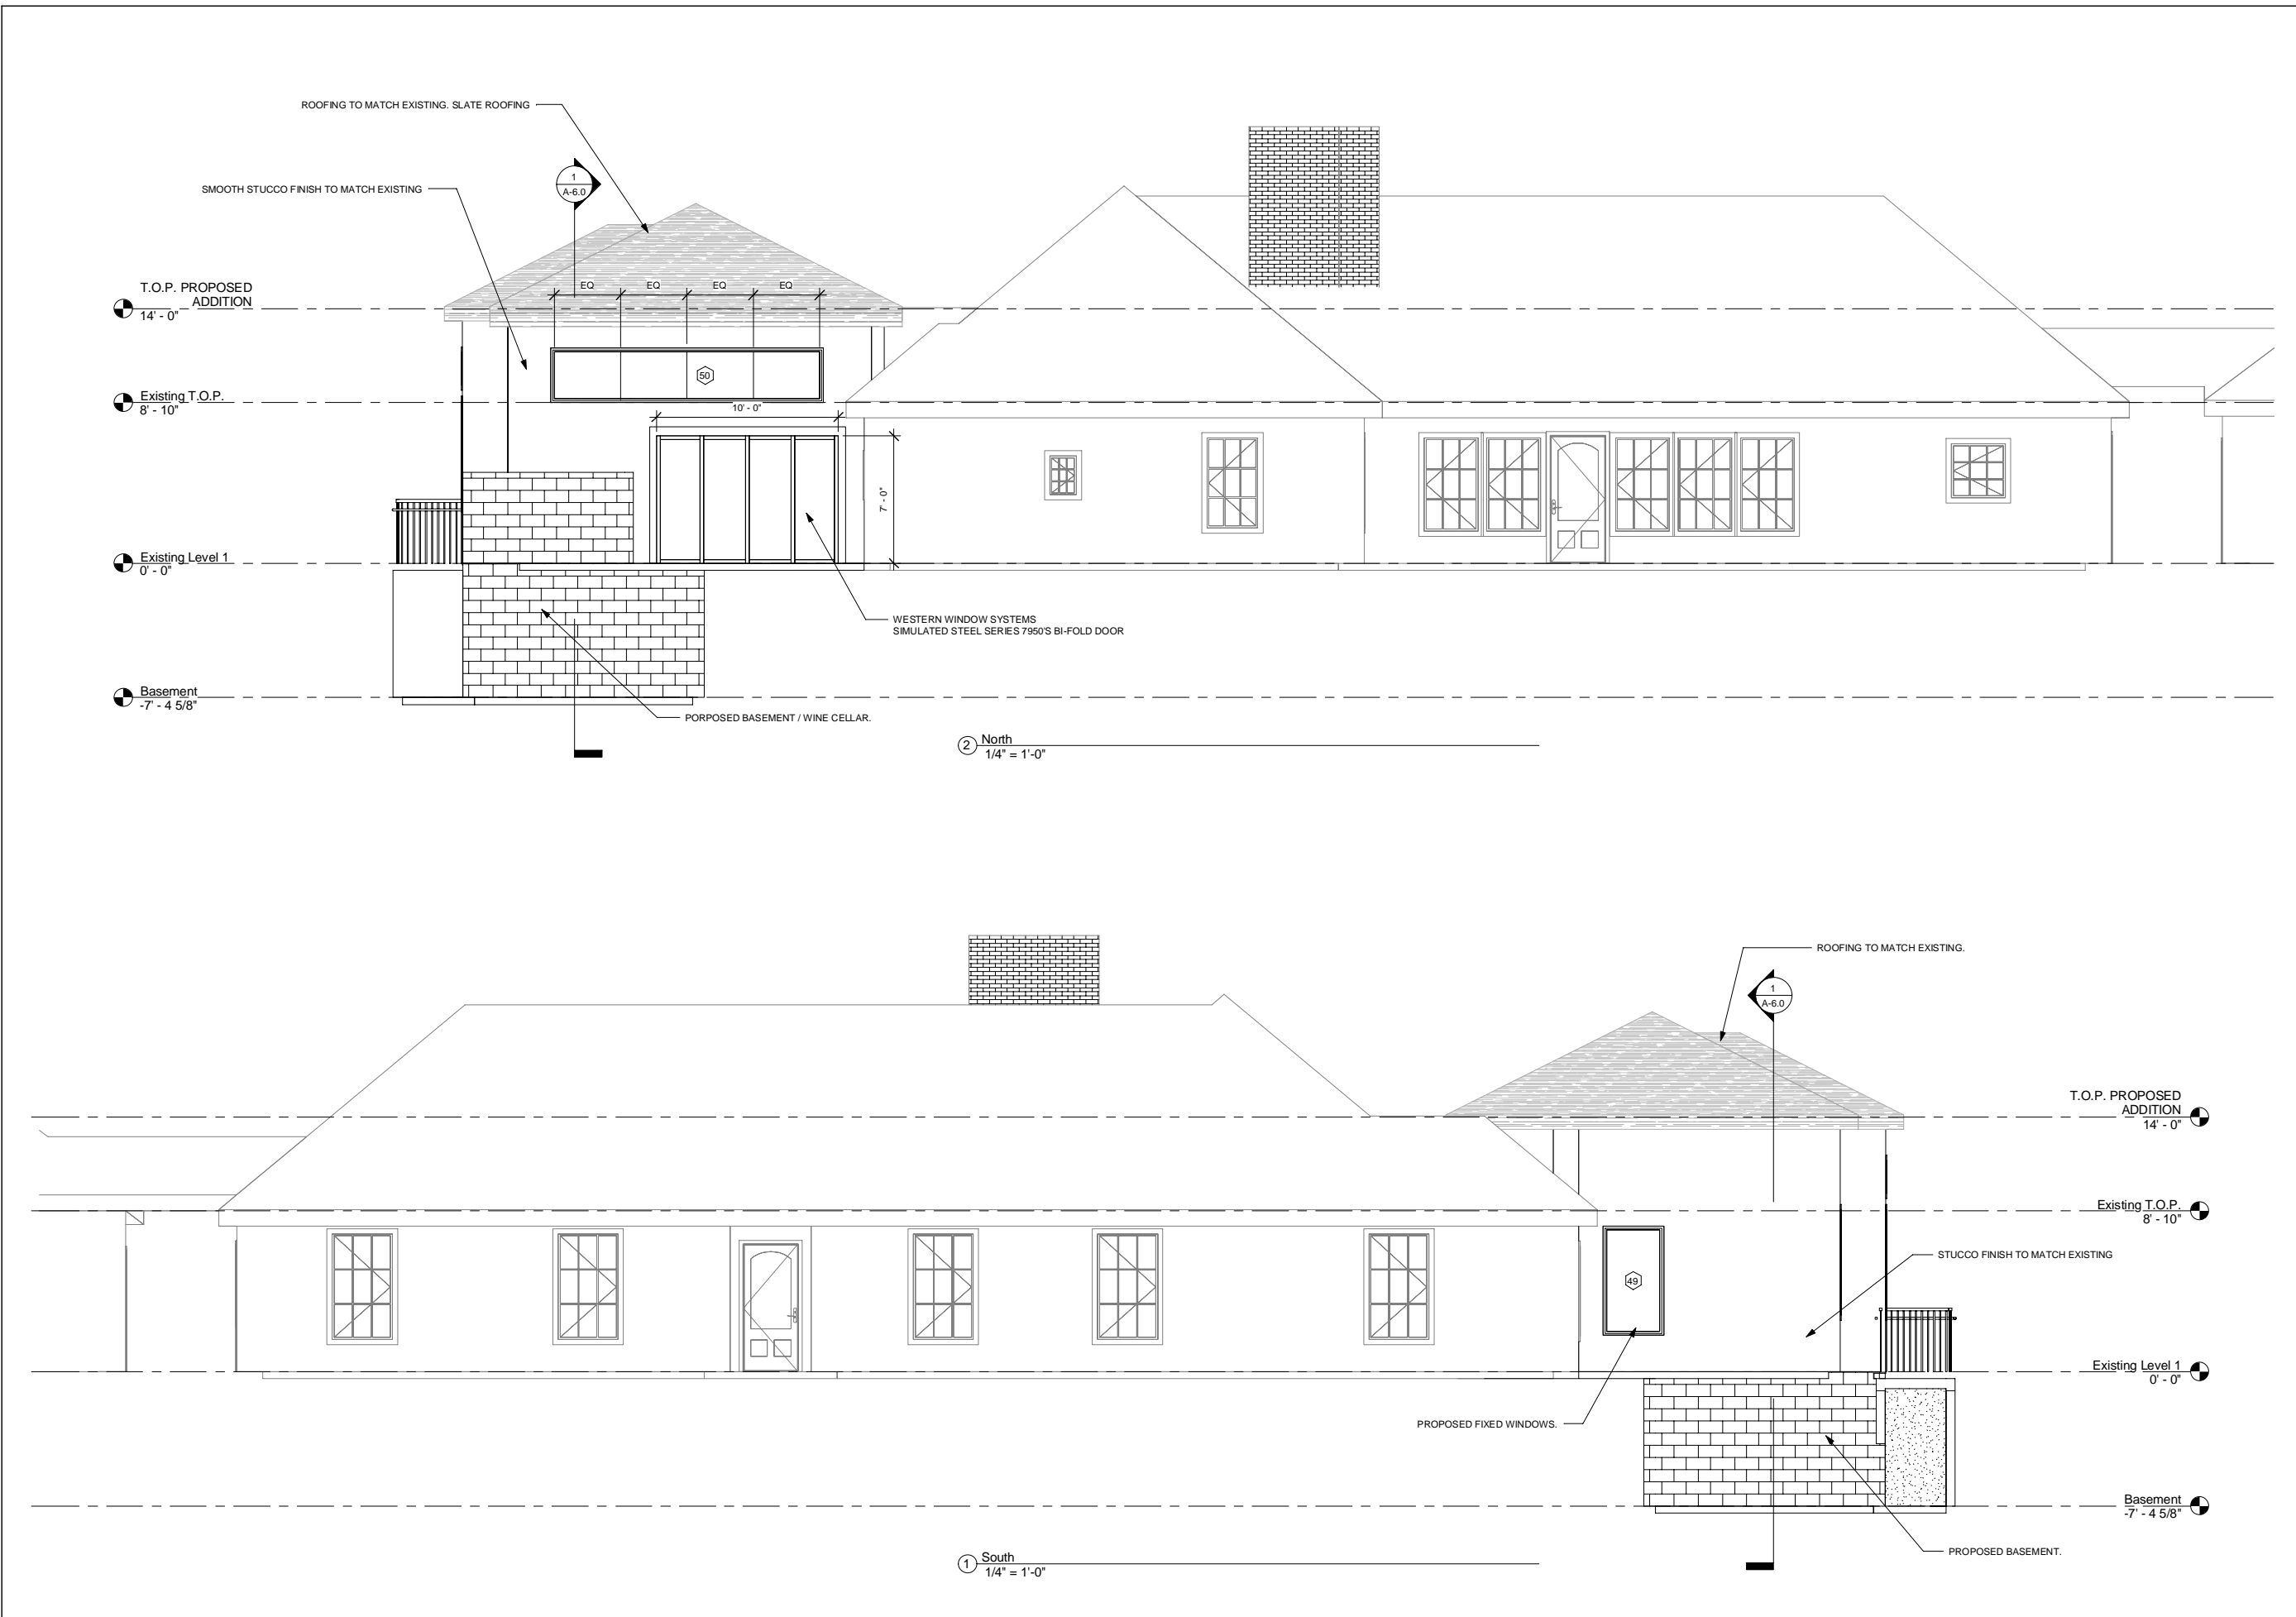 ROOFING TO MATCH EXISTING. SLATE ROOFING
SMOOTH STUCCO FINISH TO MATCH EXISTING
1
A-6.0
EQ EQ EQ EQ
T.O.P. PROPOSED
ADDITION
14' - 0"
50
Existing T.O.P.
8' - 10"
10' - 0"
7' - 0"
Existing Level 1
0' - 0"
WESTERN WINDOW SYSTEMS
SIMULATED STEEL SERIES 7950'S BI-FOLD DOOR
Basement
-7' - 4 5/8"
PORPOSED BASEMENT / WINE CELLAR.
2 North
1/4" = 1'-0"
ROOFING TO MATCH EXISTING.
1
A-6.0
T.O.P. PROPOSED
ADDITION
14' - 0"
Existing T.O.P.
8' - 10"
STUCCO FINISH TO MATCH EXISTING
49
Existing Level 1
0' - 0"
PROPOSED FIXED WINDOWS.
Basement
-7' - 4 5/8"
PROPOSED BASEMENT.
1 South
1/4" = 1'-0"